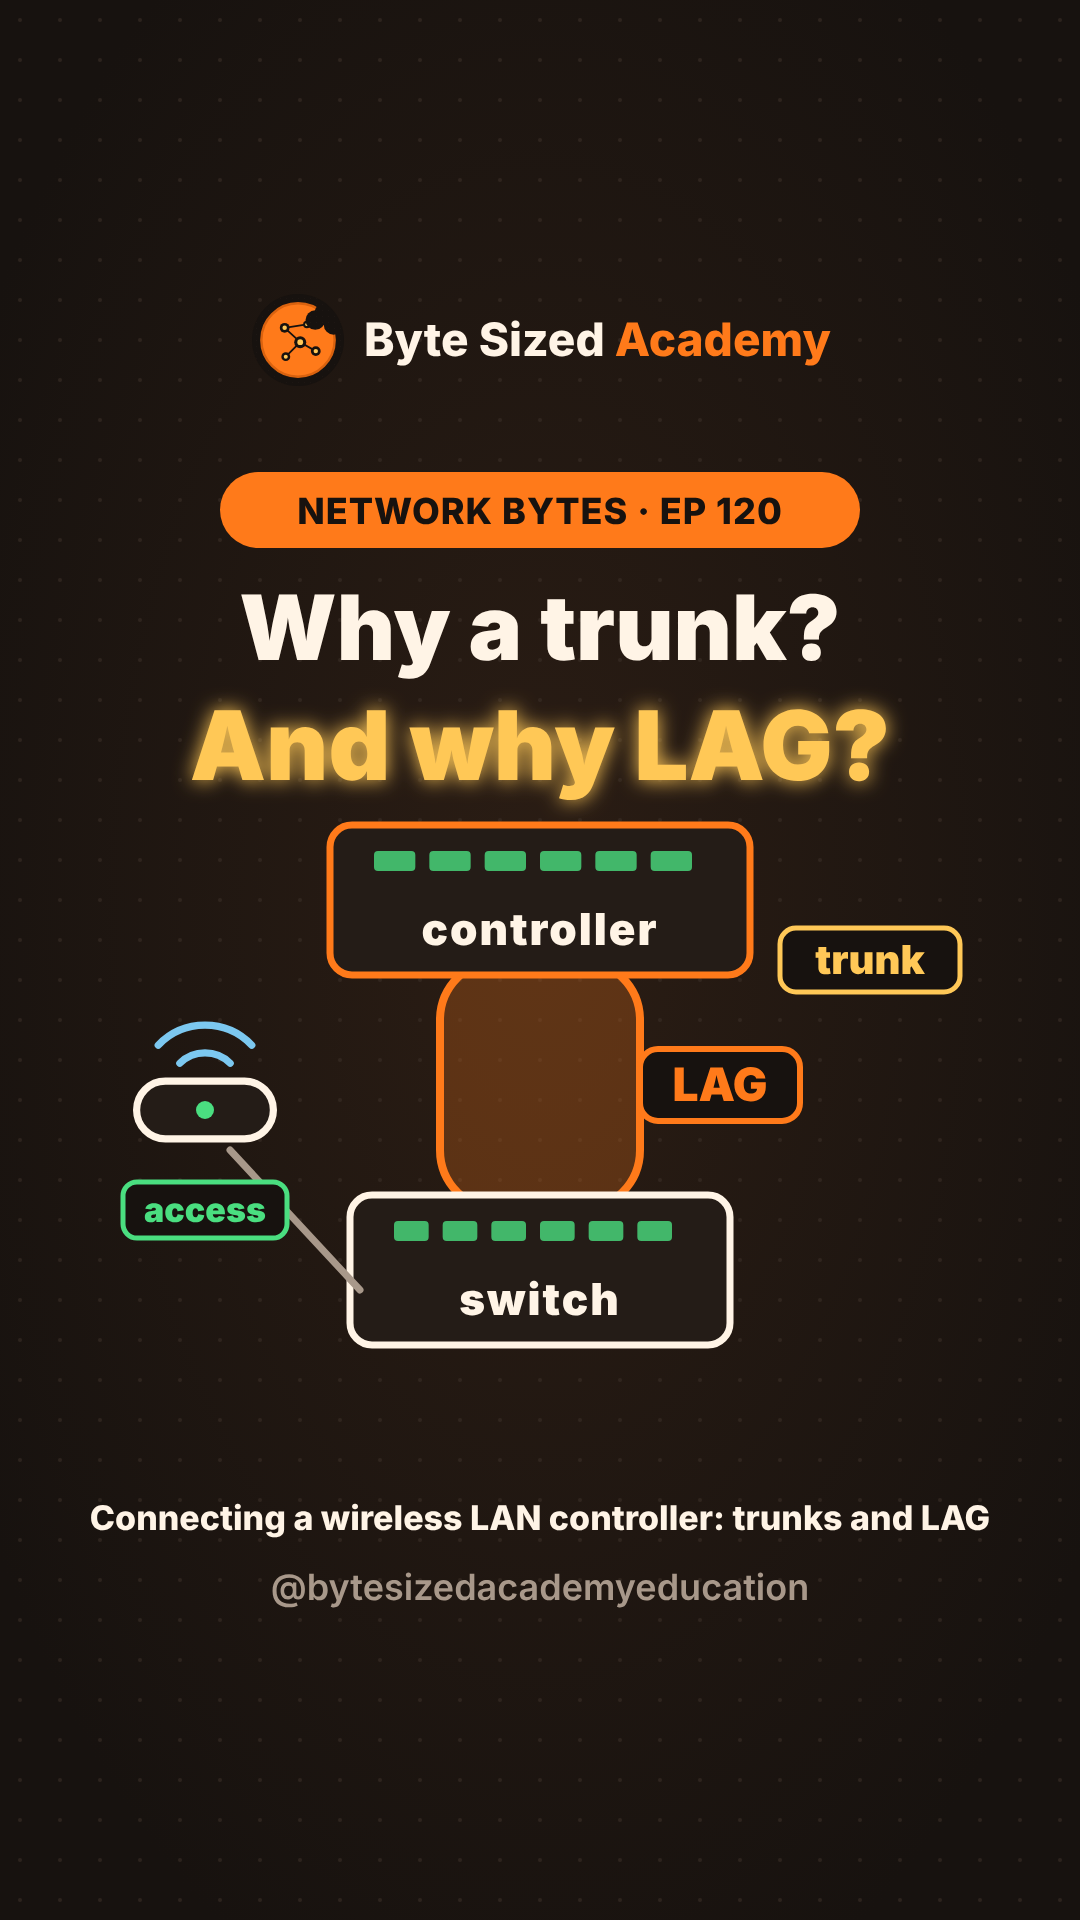 Byte Sized Academy
NETWORK BYTES · EP 120
Why a trunk?
And why LAG?
controller
trunk
LAG
access
switch
Connecting a wireless LAN controller: trunks and LAG
@bytesizedacademyeducation